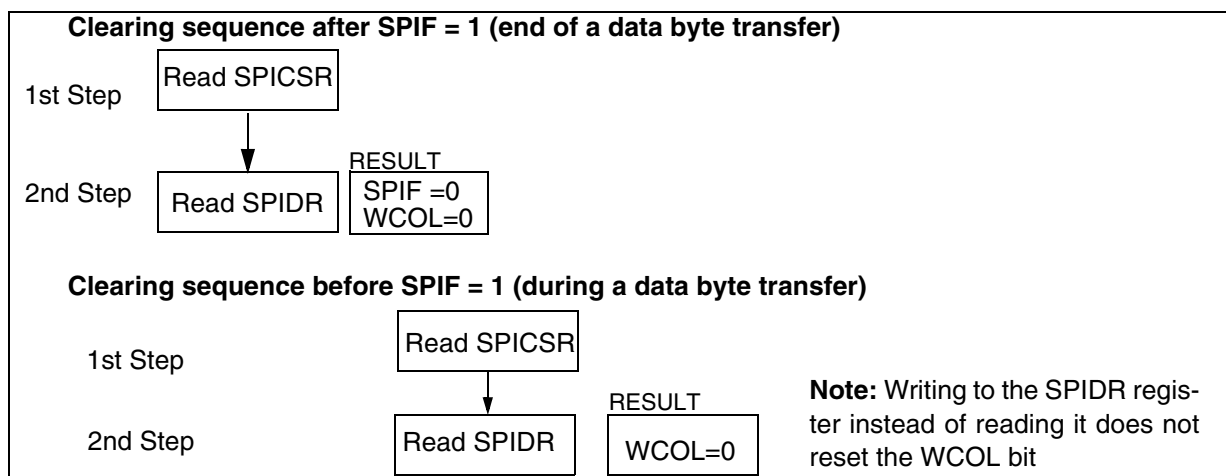 Clearing sequence after SPIF = 1 (end of a data byte transfer)
1st Step
Read SPICSR
2nd Step
Read SPIDR
RESULT
SPIF =0
WCOL=0
Clearing sequence before SPIF = 1 (during a data byte transfer)
1st Step
Read SPICSR
2nd Step
Read SPIDR
RESULT
WCOL=0
Note: Writing to the SPIDR regis-
ter instead of reading it does not
reset the WCOL bit